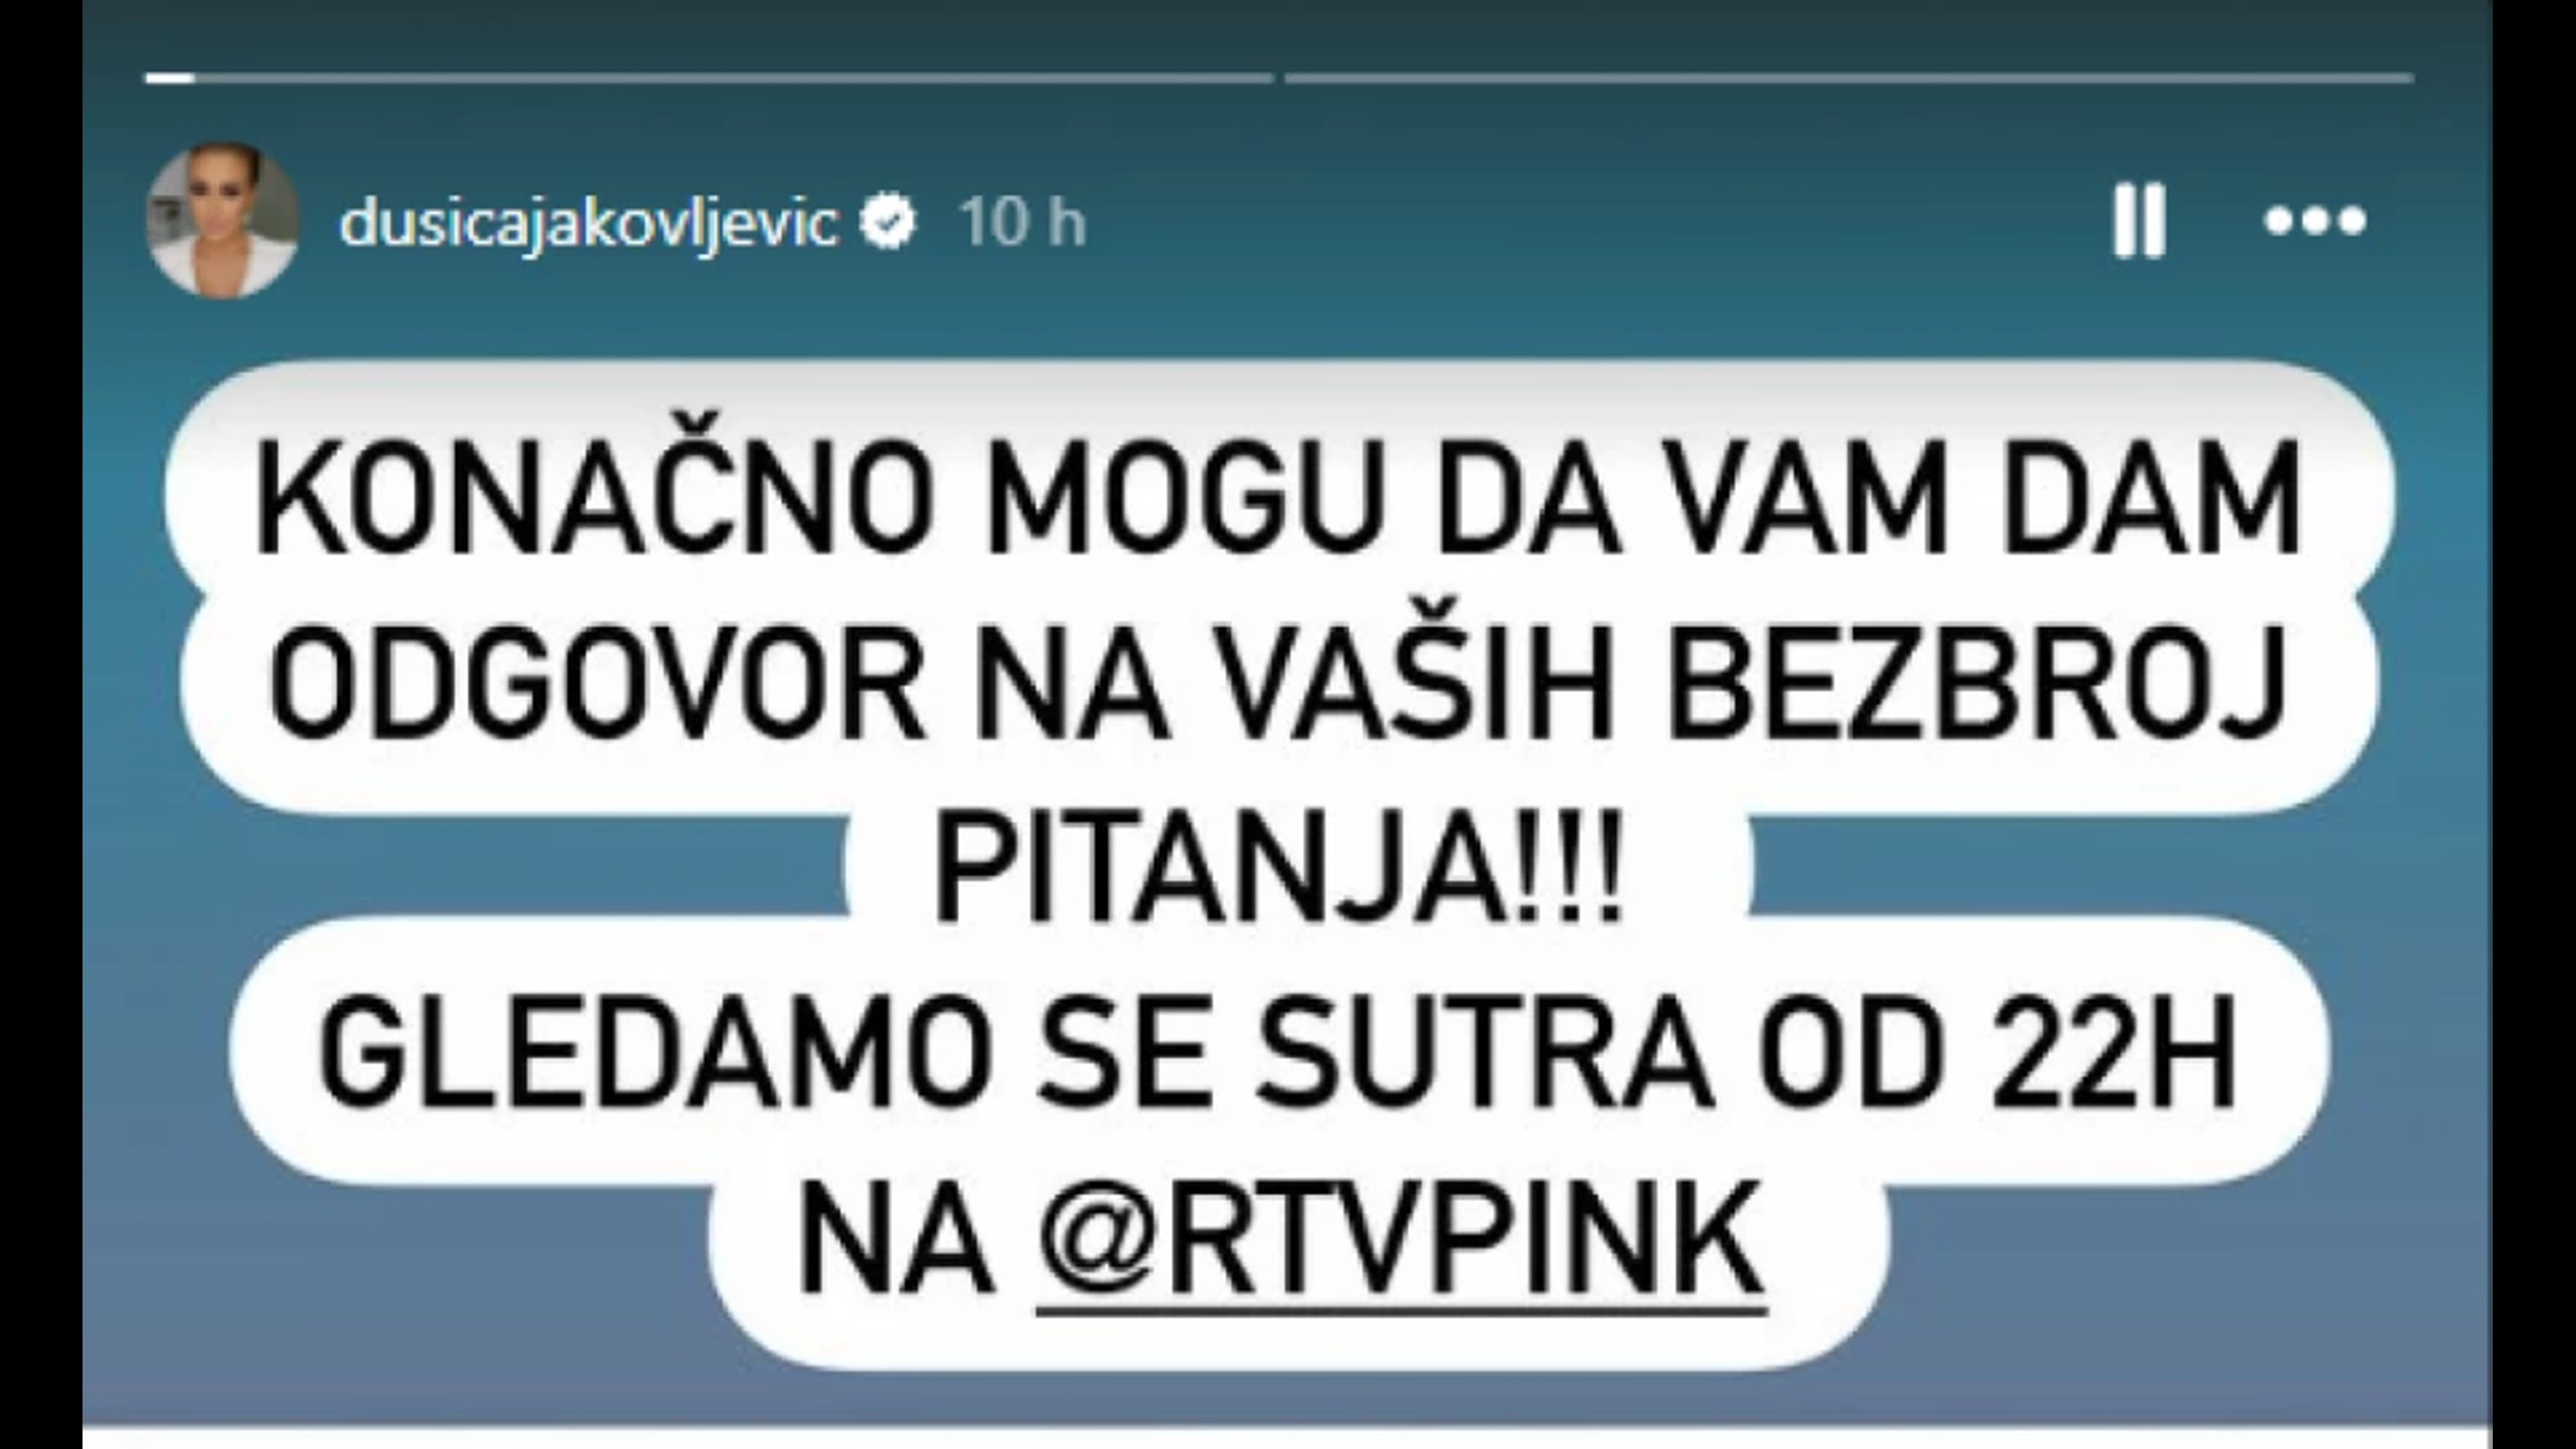 dusicajakovljevic 10 h
KONAČNO MOGU DA VAM DAM
ODGOVOR NA VAŠIH BEZBROJ
PITANJA!!!
GLEDAMO SE SUTRA OD 22H
NA @RTVPINK